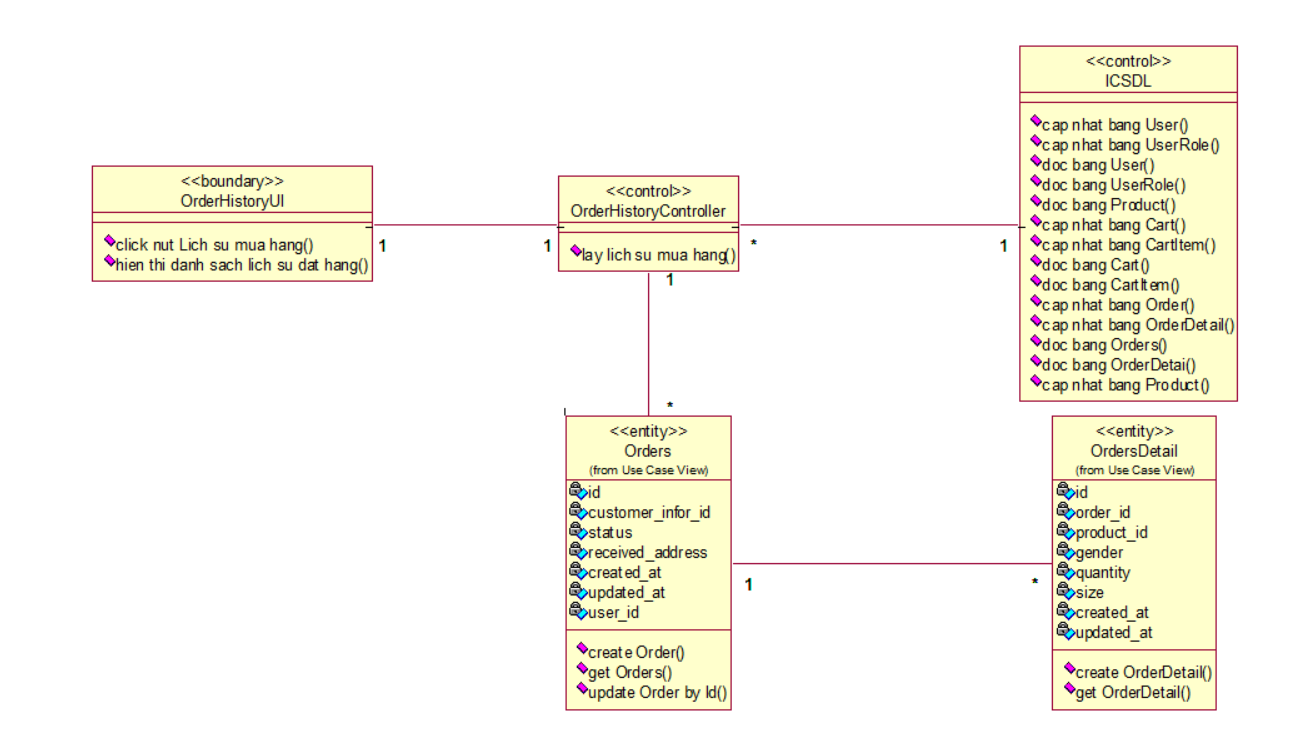 <<boundary>>
OrderHistoryUI
click nut Lich su mua hang()
hien thi danh sach lich su dat hang()
1
1
<<control>>
OrderHistoryController
lay lich su mua hang()
*
1
1
*
<<control>>
ICSDL
cap nhat bang User()
cap nhat bang UserRole()
doc bang User()
doc bang UserRole()
doc bang Product()
cap nhat bang Cart()
cap nhat bang CartItem()
doc bang Cart()
doc bang CartItem()
cap nhat bang Order()
cap nhat bang OrderDetail()
doc bang Orders()
doc bang OrderDetai()
cap nhat bang Product()
<<entity>>
Orders
(from Use Case View)
id
customer_infor_id
status
received_address
created_at
updated_at
user_id
create Order()
get Orders()
update Order by Id()
1
*
<<entity>>
OrdersDetail
(from Use Case View)
id
order_id
product_id
gender
quantity
size
created_at
updated_at
create OrderDetail()
get OrderDetail()